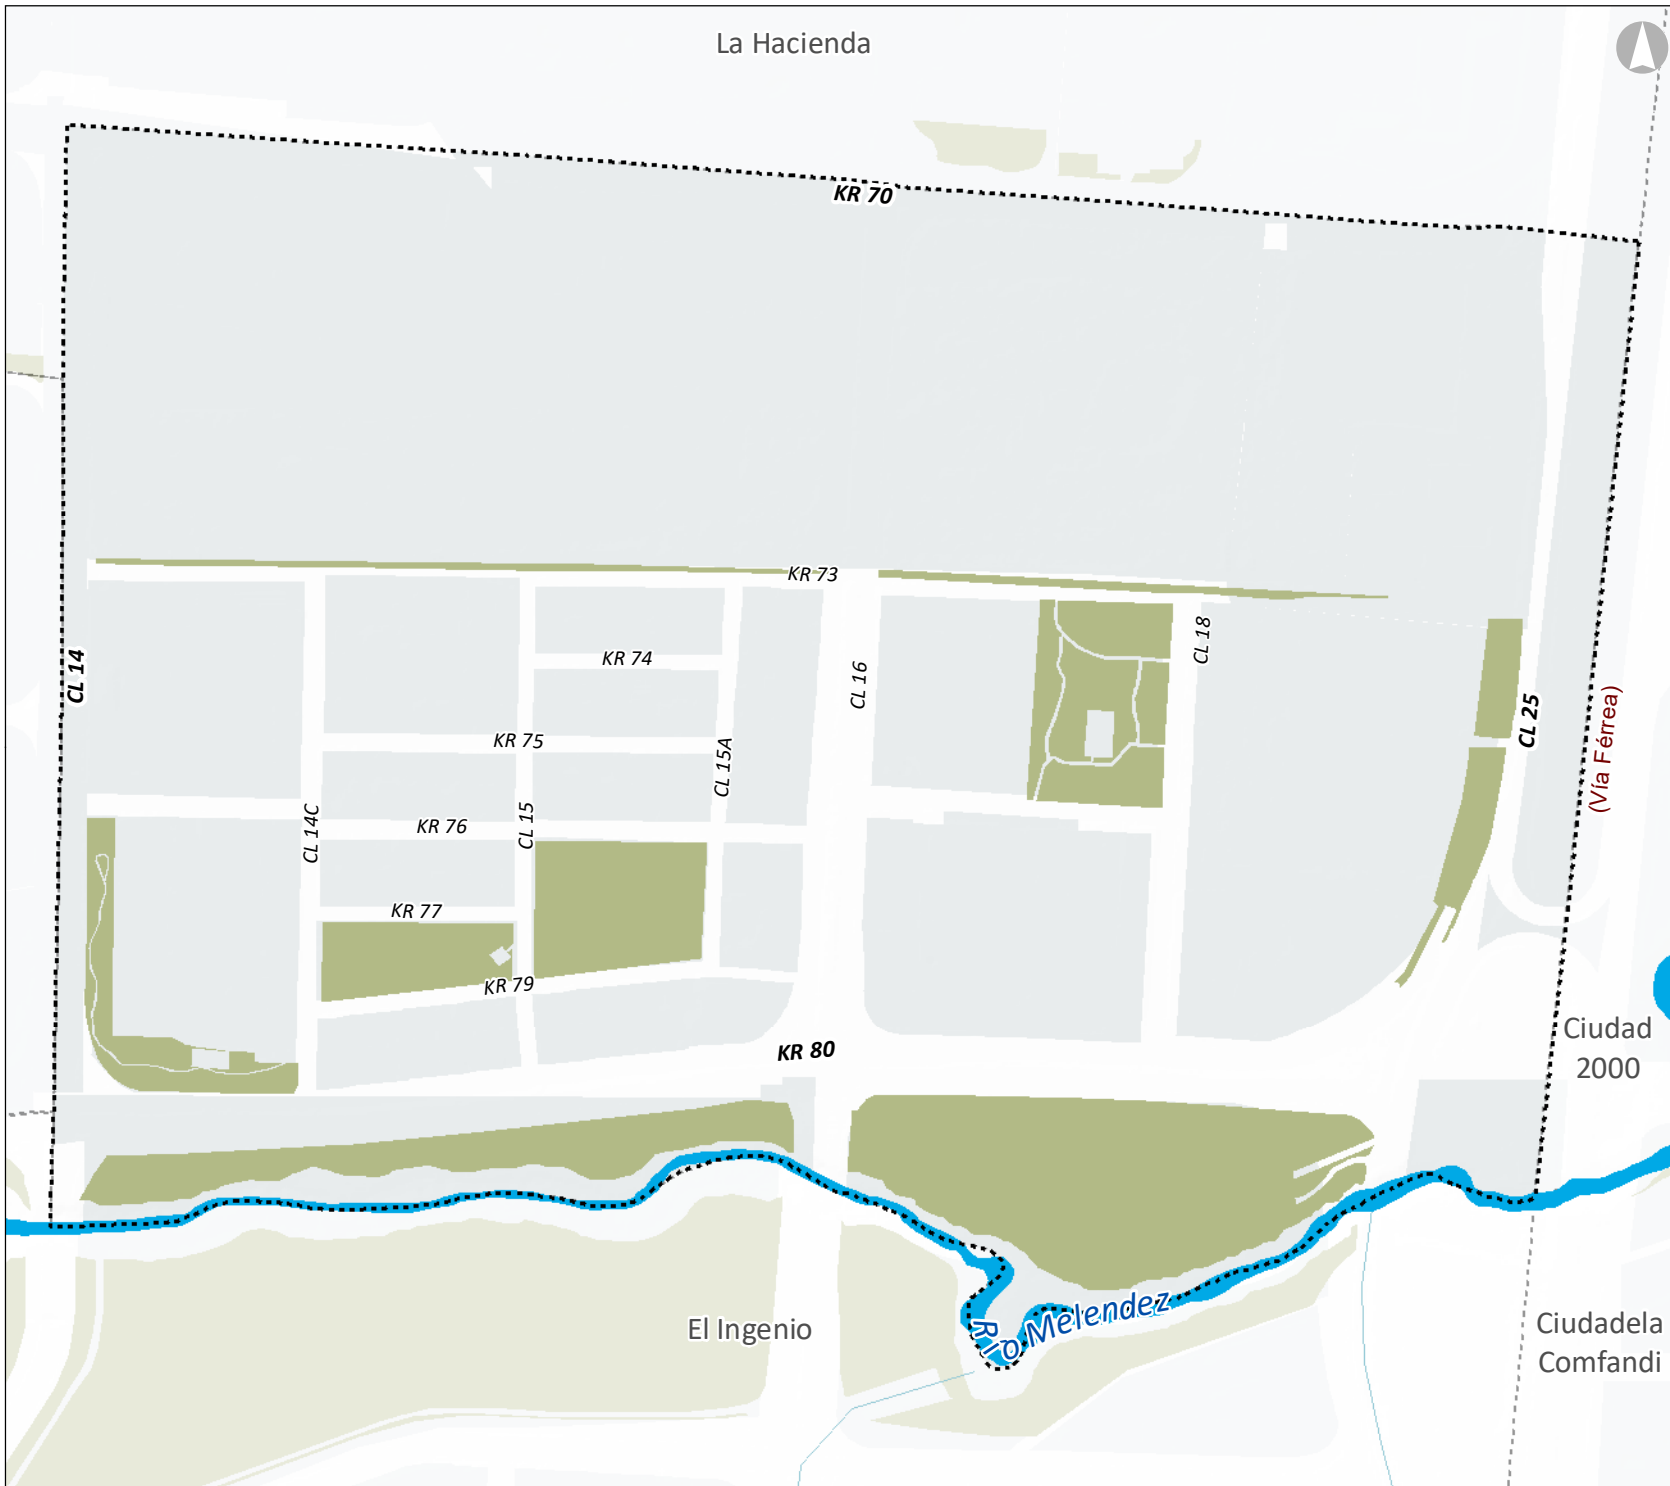 La Hacienda
KR 70
KR 73
CL 14
KR 74
CL 16
CL 18
KR 75
CL 15A
CL 25
(Vía Férrea)
CL 14C
KR 76
CL 15
KR 77
KR 79
KR 80
Ciudad
2000
El Ingenio
Río Melendez
Ciudadela
Comfandi